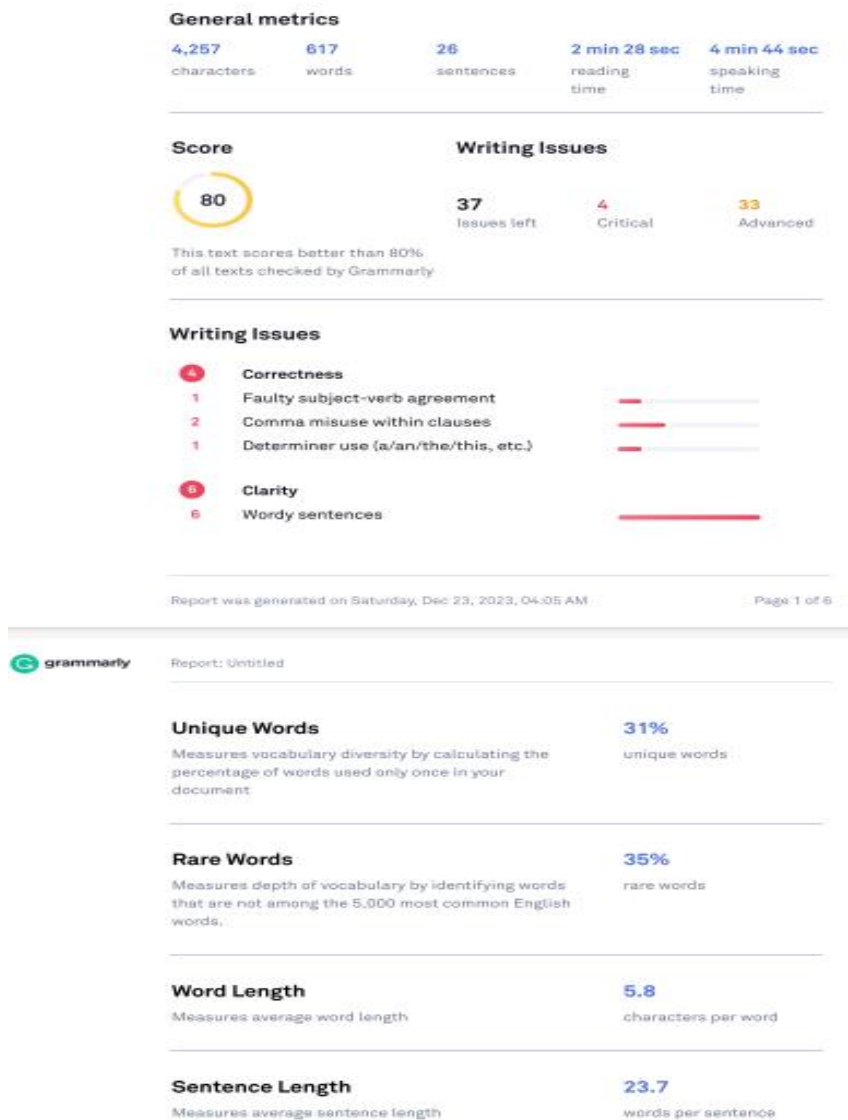 General metrics
4,257 617 26 2 min 28 sec 4 min 44 sec
characters words sentences reading time speaking time
Score Writing Issues
80
37 4 33
Issues left Critical Advanced
This text scores better than 80%
of all texts checked by Grammarly
Writing Issues
4 Correctness
1 Faulty subject-verb agreement
2 Comma misuse within clauses
1 Determiner use (a/an/the/this, etc.)
6 Clarity
6 Wordy sentences
Report was generated on Saturday, Dec 23, 2023, 04:05 AM Page 1 of 6
grammarly Report: Untitled
Unique Words 31%
Measures vocabulary diversity by calculating the unique words
percentage of words used only once in your
document
Rare Words 35%
Measures depth of vocabulary by identifying words rare words
that are not among the 5,000 most common English
words.
Word Length 5.8
Measures average word length characters per word
Sentence Length 23.7
Measures average sentence length words per sentence